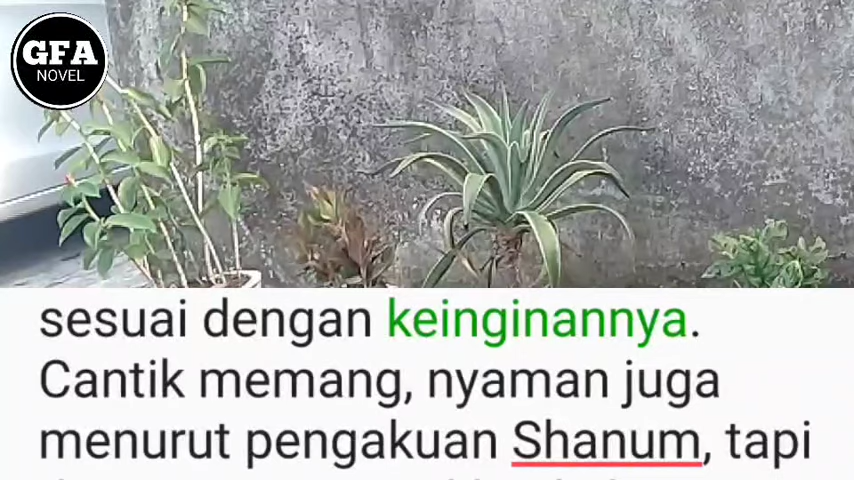 GFA
NOVEL
sesuai dengan keinginannya.
Cantik memang, nyaman juga
menurut pengakuan Shanum, tapi